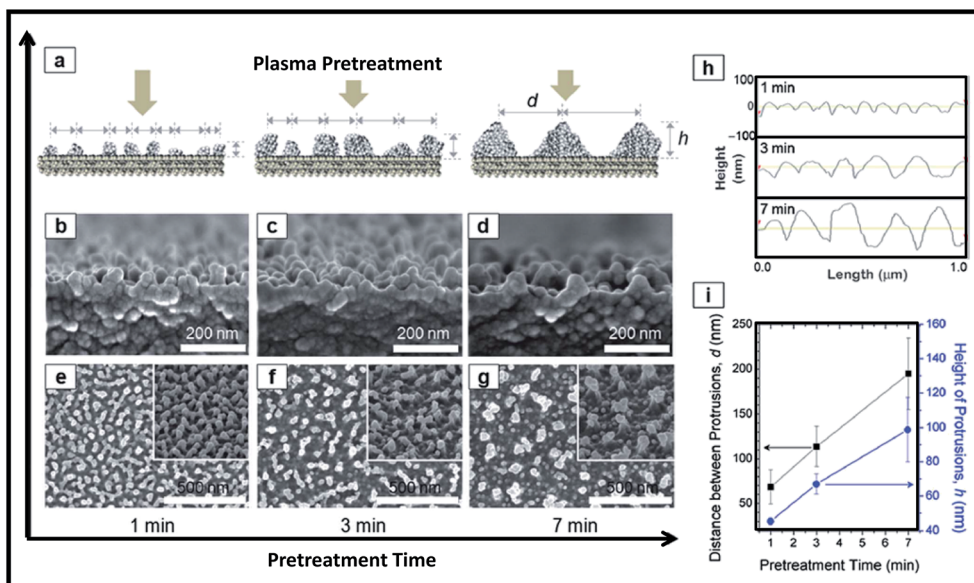 a
Plasma Pretreatment
d
h
b
c
d
200 nm
200 nm
200 nm
e
f
g
500 nm
500 nm
500 nm
1 min
3 min
7 min
Pretreatment Time
h
100
0
−100
Height
(nm)
1 min
3 min
7 min
0.0
1.0
Length (μm)
i
Distance between Protrusions, d (nm)
250
200
150
100
50
160
140
120
100
80
60
40
Height of Protrusions, h (nm)
1 2 3 4 5 6 7
Pretreatment Time (min)